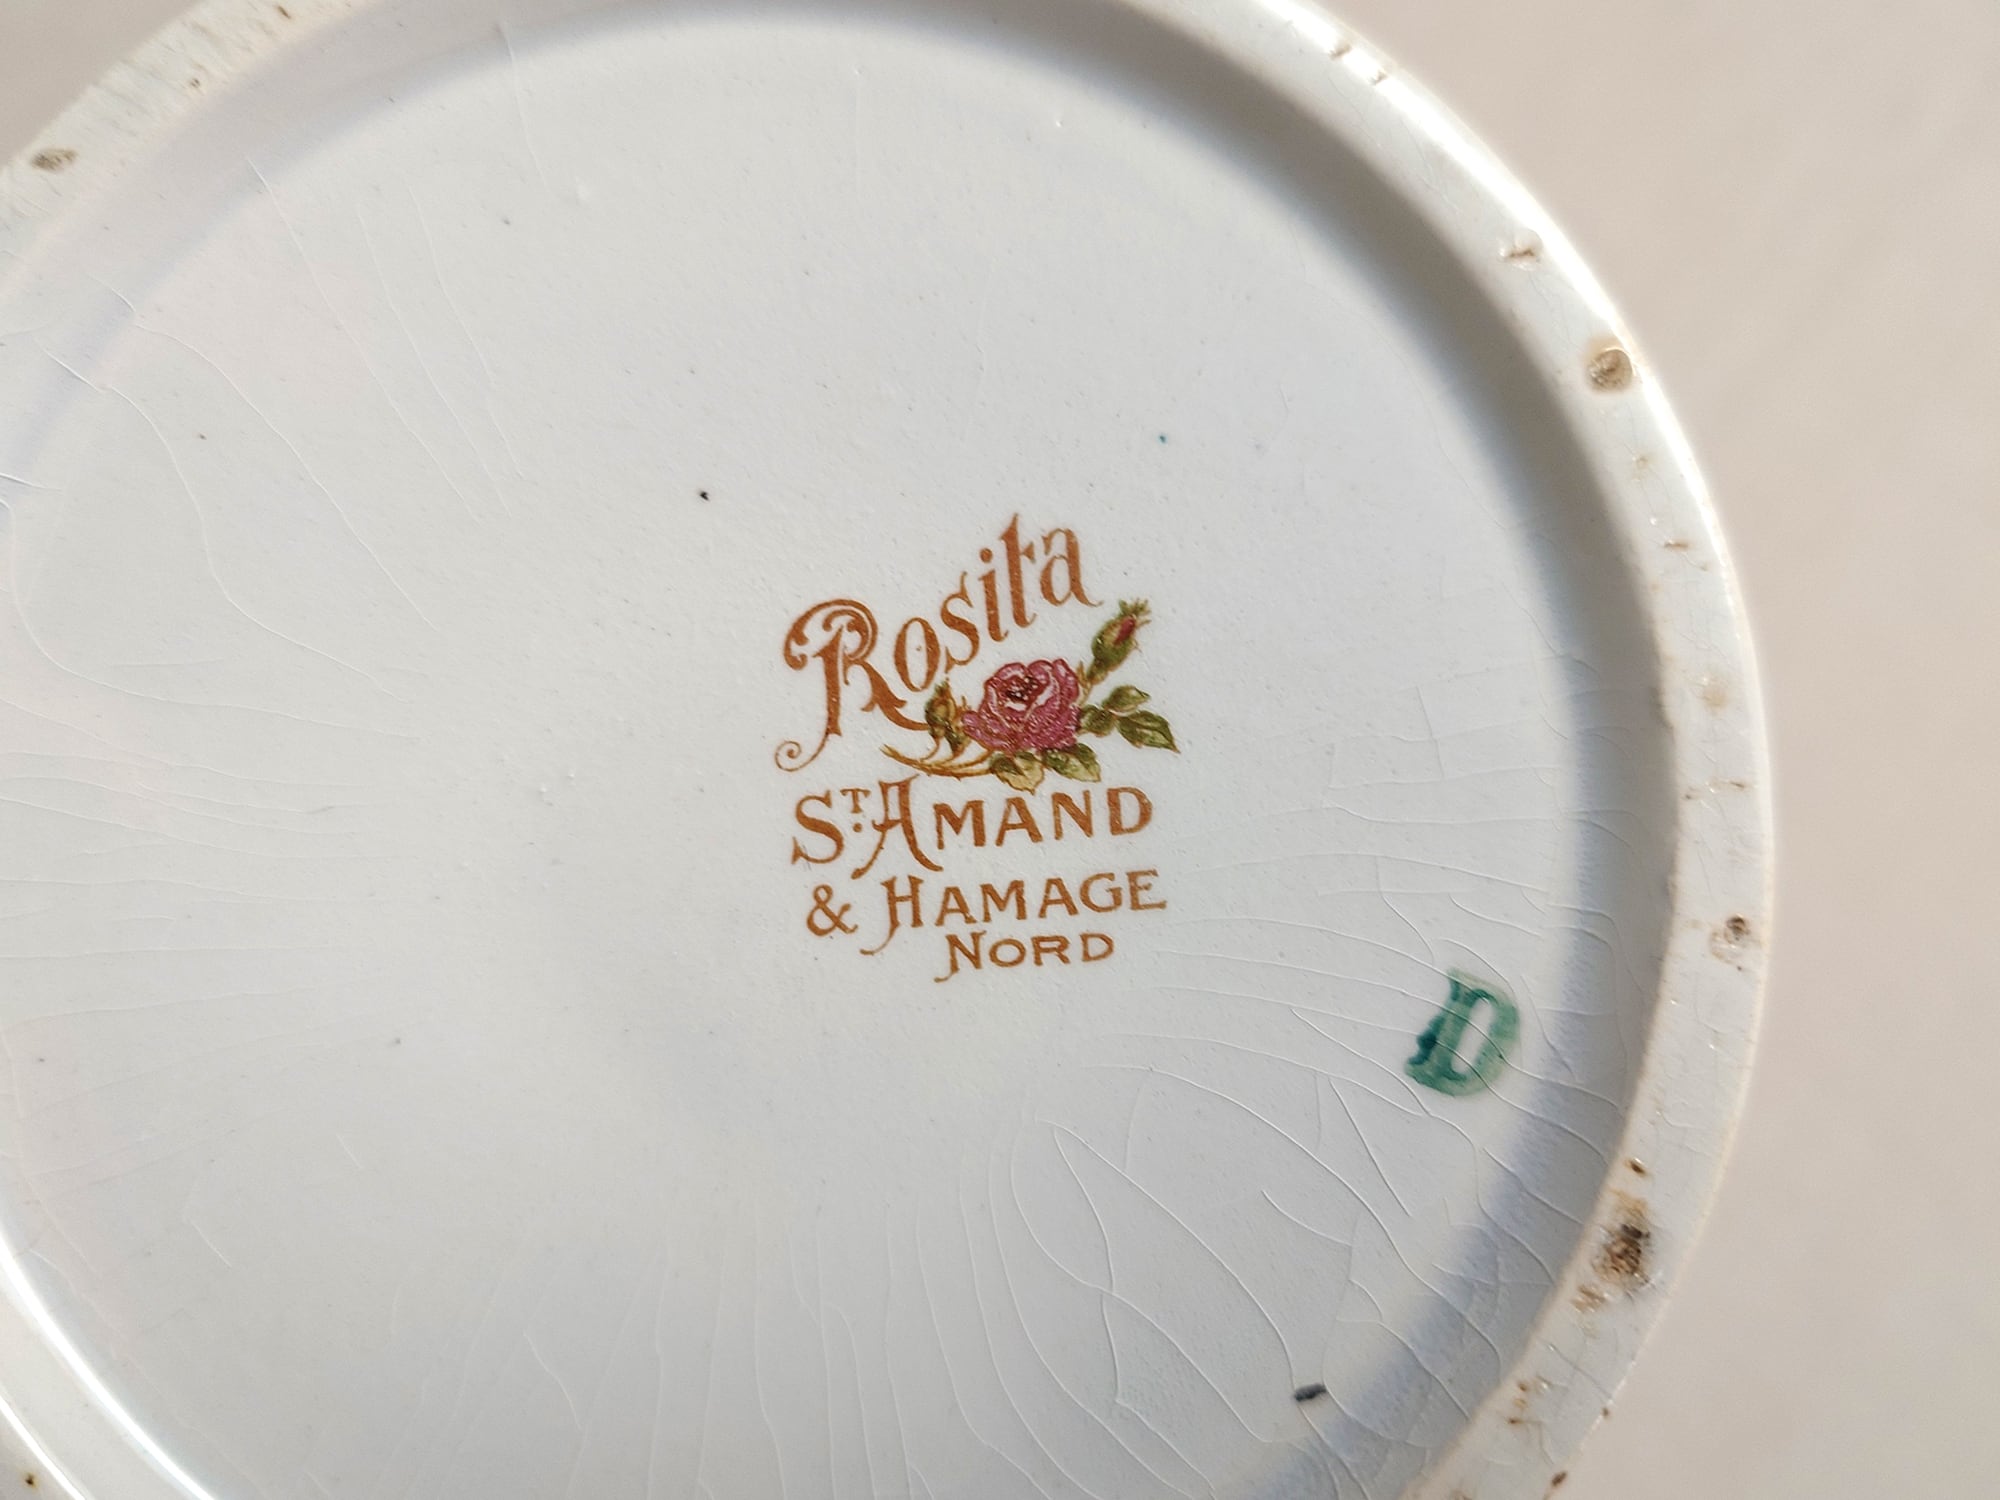 Rosita
ST. AMAND
& HAMAGE
NORD
D